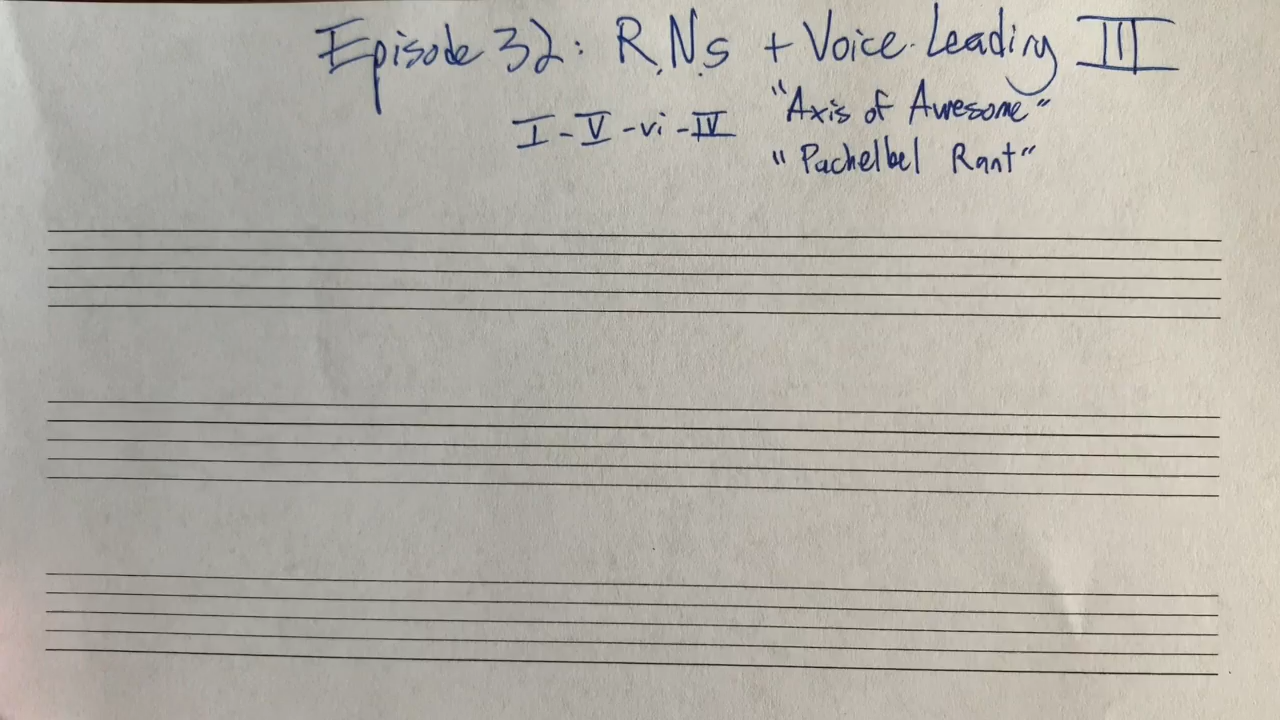 Episode 32: R.N.s + Voice-Leading III
I-V-vi-IV "Axis of Awesome"
"Pachelbel Rant"